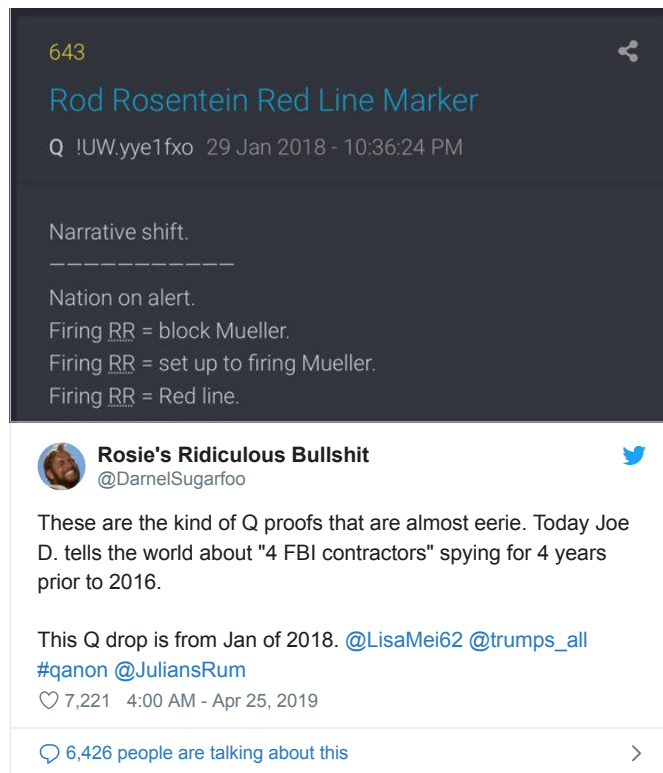 643
Rod Rosentein Red Line Marker
Q !UW.yye1fxo 29 Jan 2018 - 10:36:24 PM
Narrative shift.
———————————
Nation on alert.
Firing RR = block Mueller.
Firing RR = set up to firing Mueller.
Firing RR = Red line.
Rosie's Ridiculous Bullshit
@DarnelSugarfoo
These are the kind of Q proofs that are almost eerie. Today Joe
D. tells the world about "4 FBI contractors" spying for 4 years
prior to 2016.
This Q drop is from Jan of 2018. @LisaMei62 @trumps_all
#qanon @JuliansRum
7,221 4:00 AM - Apr 25, 2019
6,426 people are talking about this